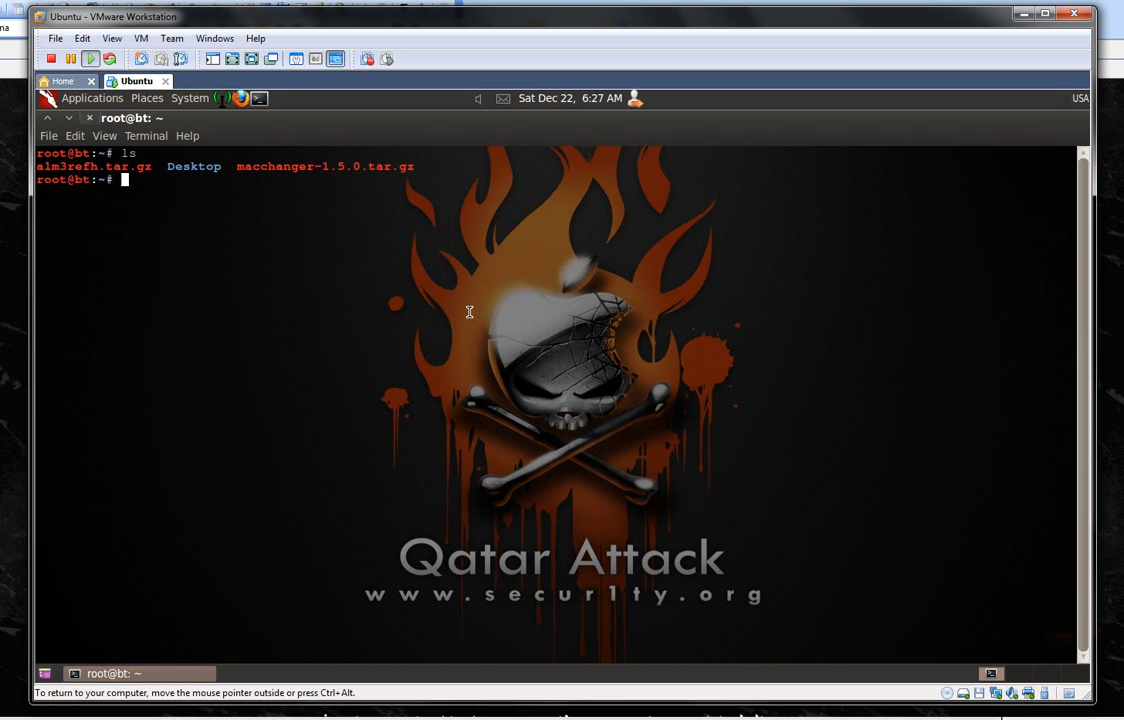 Ubuntu - VMware Workstation
File Edit View VM Team Windows Help
Home Ubuntu
Applications Places System Sat Dec 22, 6:27 AM USA
root@bt: ~
File Edit View Terminal Help
root@bt:~# ls
alm3refh.tar.gz Desktop macchanger-1.5.0.tar.gz
root@bt:~#
Qatar Attack
www.secur1ty.org
root@bt: ~
To return to your computer, move the mouse pointer outside or press Ctrl+Alt.